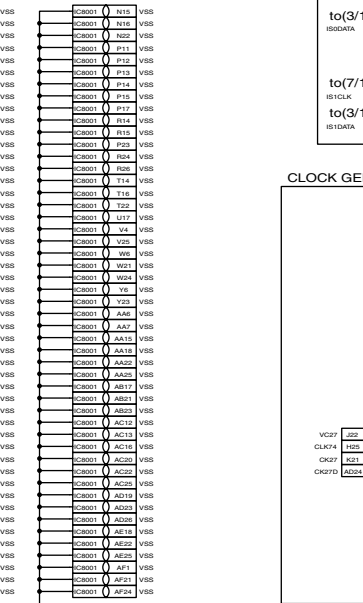 VSS IC8001 N15 VSS
VSS IC8001 N16 VSS
VSS IC8001 N22 VSS
VSS IC8001 P11 VSS
VSS IC8001 P12 VSS
VSS IC8001 P13 VSS
VSS IC8001 P14 VSS
VSS IC8001 P15 VSS
VSS IC8001 P17 VSS
VSS IC8001 R14 VSS
VSS IC8001 R15 VSS
VSS IC8001 P23 VSS
VSS IC8001 R24 VSS
VSS IC8001 R26 VSS
VSS IC8001 T14 VSS
VSS IC8001 T16 VSS
VSS IC8001 T22 VSS
VSS IC8001 U17 VSS
VSS IC8001 V4 VSS
VSS IC8001 V25 VSS
VSS IC8001 W6 VSS
VSS IC8001 W21 VSS
VSS IC8001 W24 VSS
VSS IC8001 Y6 VSS
VSS IC8001 Y23 VSS
VSS IC8001 AA6 VSS
VSS IC8001 AA7 VSS
VSS IC8001 AA15 VSS
VSS IC8001 AA18 VSS
VSS IC8001 AA22 VSS
VSS IC8001 AA25 VSS
VSS IC8001 AB17 VSS
VSS IC8001 AB21 VSS
VSS IC8001 AB23 VSS
VSS IC8001 AC12 VSS
VSS IC8001 AC13 VSS
VSS IC8001 AC16 VSS
VSS IC8001 AC20 VSS
VSS IC8001 AC22 VSS
VSS IC8001 AC25 VSS
VSS IC8001 AD19 VSS
VSS IC8001 AD23 VSS
VSS IC8001 AD26 VSS
VSS IC8001 AE18 VSS
VSS IC8001 AE22 VSS
VSS IC8001 AE25 VSS
VSS IC8001 AF1 VSS
VSS IC8001 AF21 VSS
VSS IC8001 AF24 VSS
to(3/1
IS0DATA
to(7/1
IS1CLK
to(3/1
IS1DATA
CLOCK GE
VC27 J22
CLK74 H25
CK27 K21
CK27D AD24